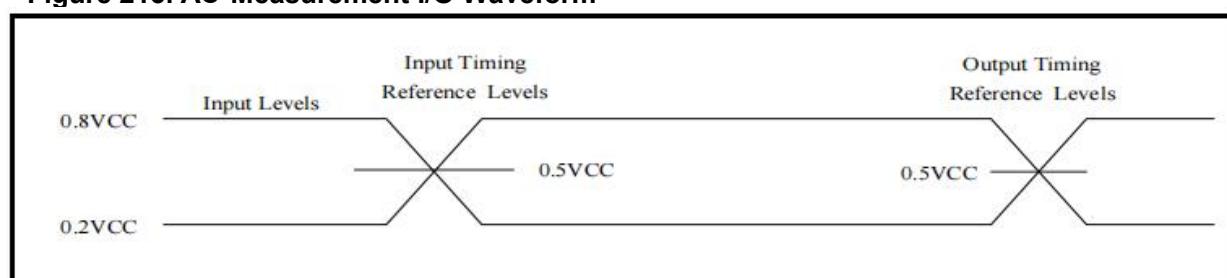 Input Timing
Reference Levels
Output Timing
Reference Levels
Input Levels
0.8VCC
0.5VCC
0.5VCC
0.2VCC